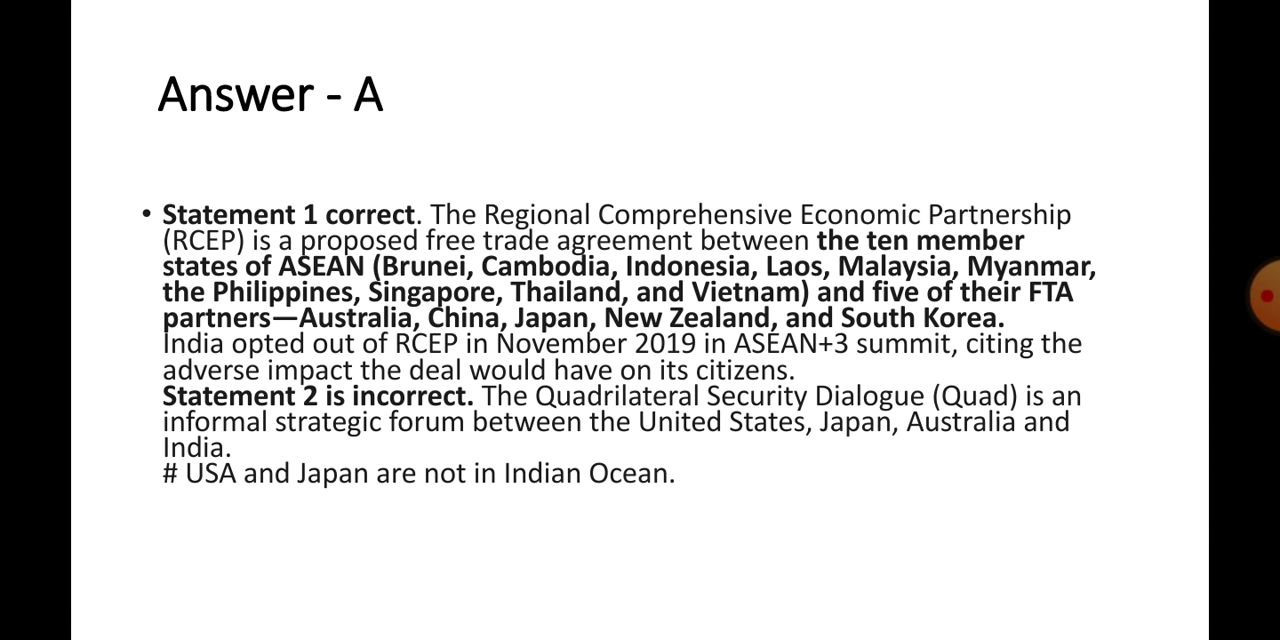 Answer - A
• Statement 1 correct. The Regional Comprehensive Economic Partnership
(RCEP) is a proposed free trade agreement between the ten member
states of ASEAN (Brunei, Cambodia, Indonesia, Laos, Malaysia, Myanmar,
the Philippines, Singapore, Thailand, and Vietnam) and five of their FTA
partners—Australia, China, Japan, New Zealand, and South Korea.
India opted out of RCEP in November 2019 in ASEAN+3 summit, citing the
adverse impact the deal would have on its citizens.
Statement 2 is incorrect. The Quadrilateral Security Dialogue (Quad) is an
informal strategic forum between the United States, Japan, Australia and
India.
# USA and Japan are not in Indian Ocean.